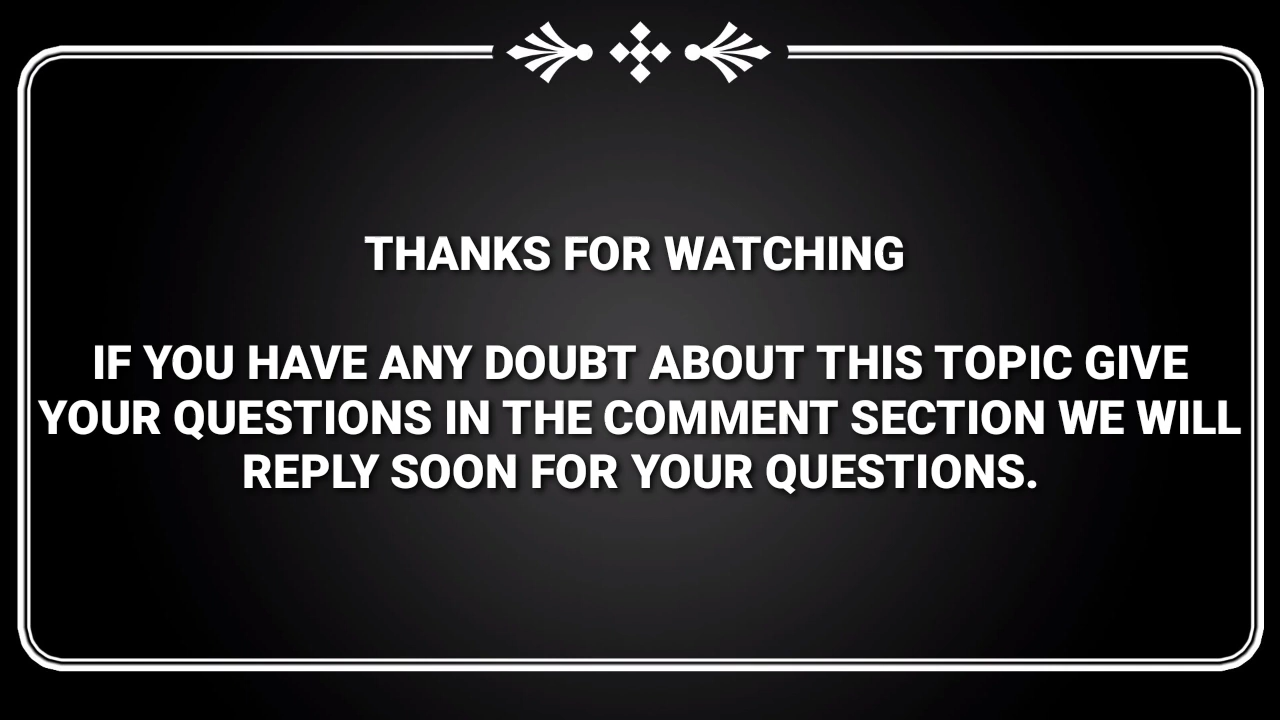 THANKS FOR WATCHING
IF YOU HAVE ANY DOUBT ABOUT THIS TOPIC GIVE
YOUR QUESTIONS IN THE COMMENT SECTION WE WILL
REPLY SOON FOR YOUR QUESTIONS.